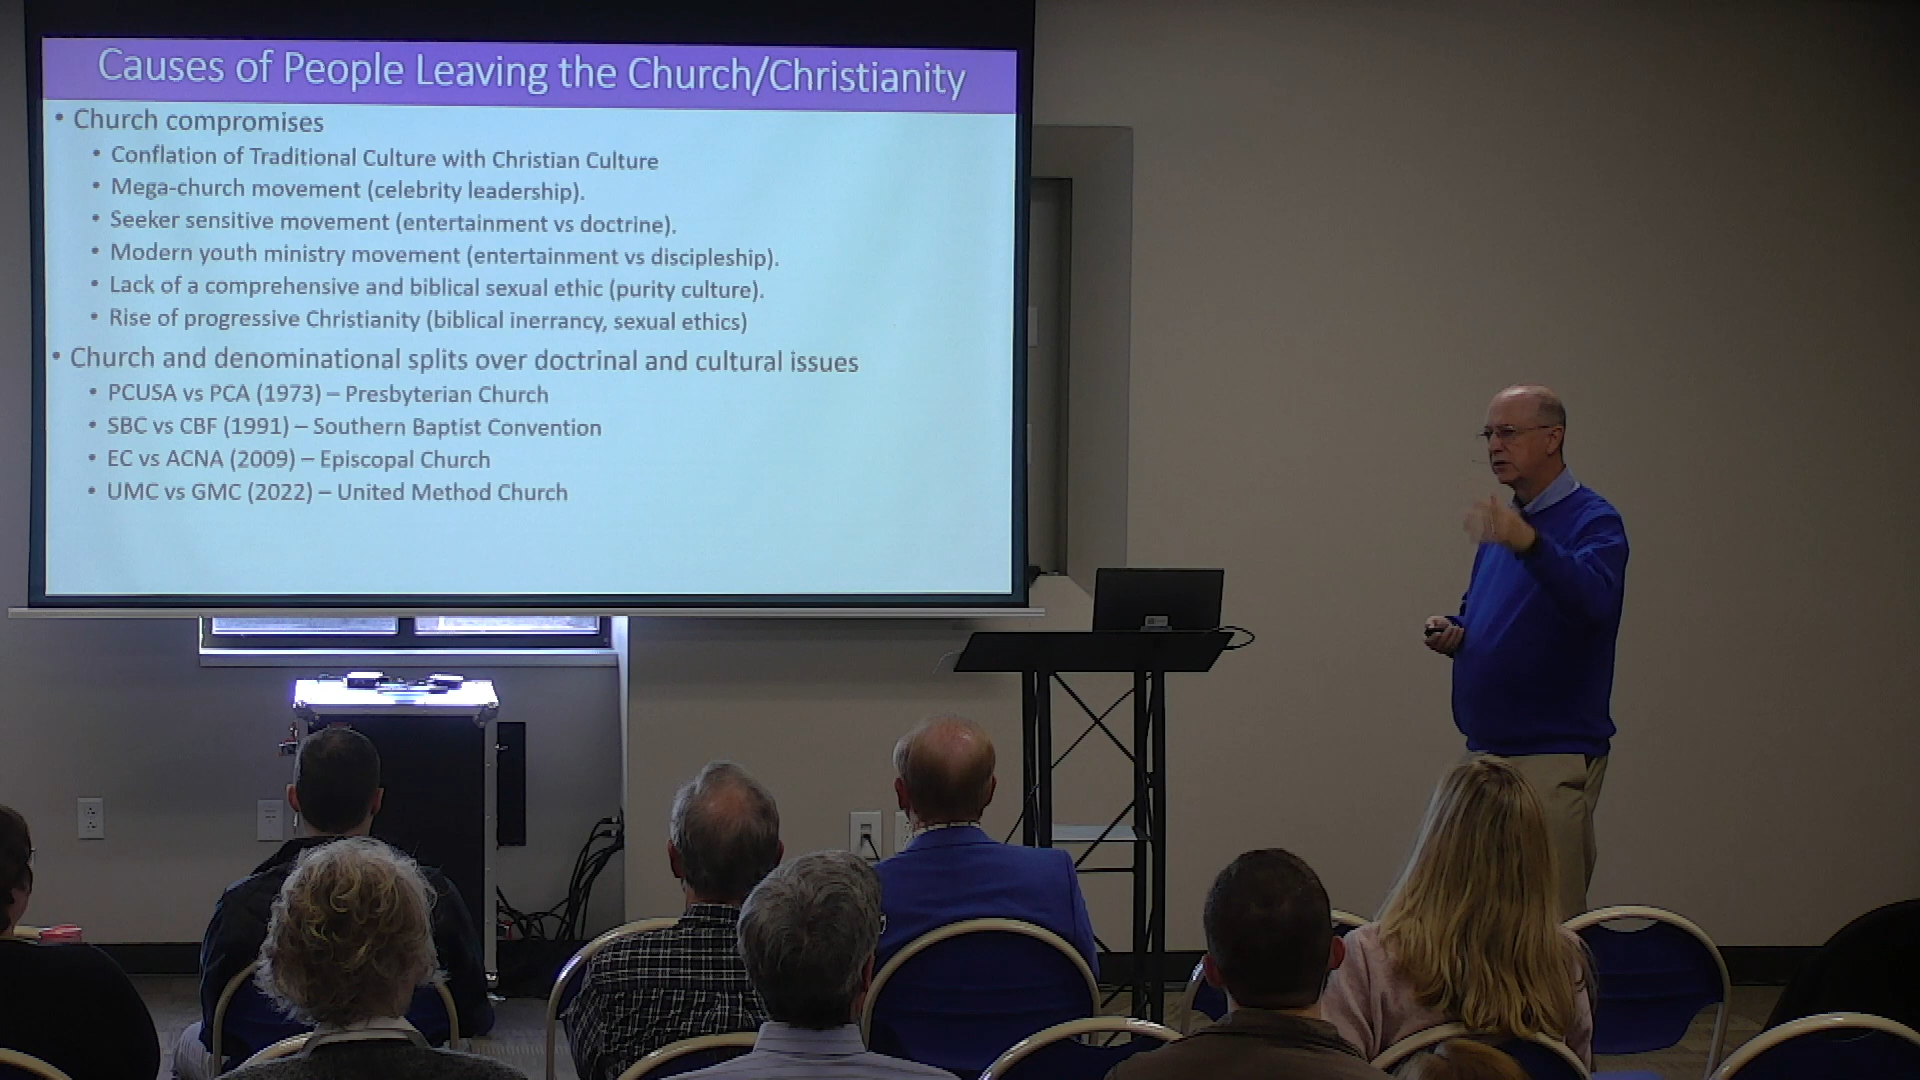 Causes of People Leaving the Church/Christianity
• Church compromises
• Conflation of Traditional Culture with Christian Culture
• Mega-church movement (celebrity leadership).
• Seeker sensitive movement (entertainment vs doctrine).
• Modern youth ministry movement (entertainment vs discipleship).
• Lack of a comprehensive and biblical sexual ethic (purity culture).
• Rise of progressive Christianity (biblical inerrancy, sexual ethics)
• Church and denominational splits over doctrinal and cultural issues
• PCUSA vs PCA (1973) – Presbyterian Church
• SBC vs CBF (1991) – Southern Baptist Convention
• EC vs ACNA (2009) – Episcopal Church
• UMC vs GMC (2022) – United Method Church